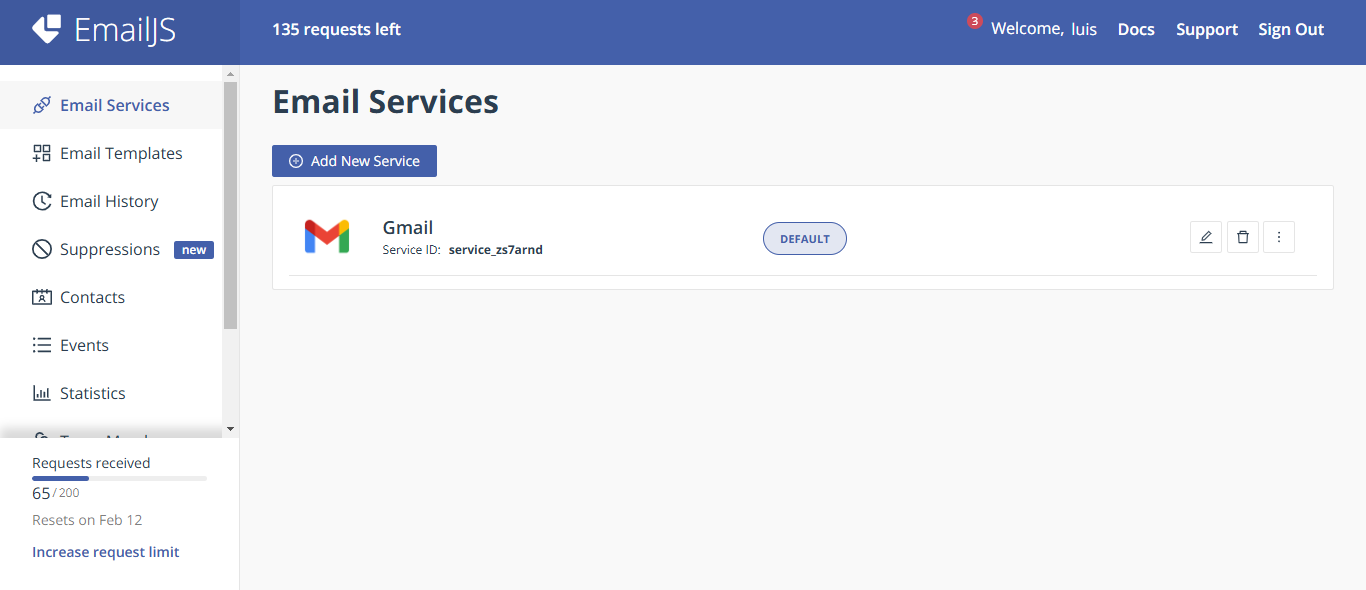 EmailJS
135 requests left
3
Welcome, luis
Docs
Support
Sign Out
Email Services
Email Templates
Email History
Suppressions new
Contacts
Events
Statistics
Requests received
65/200
Resets on Feb 12
Increase request limit
Email Services
Add New Service
Gmail
Service ID: service_zs7arnd
DEFAULT